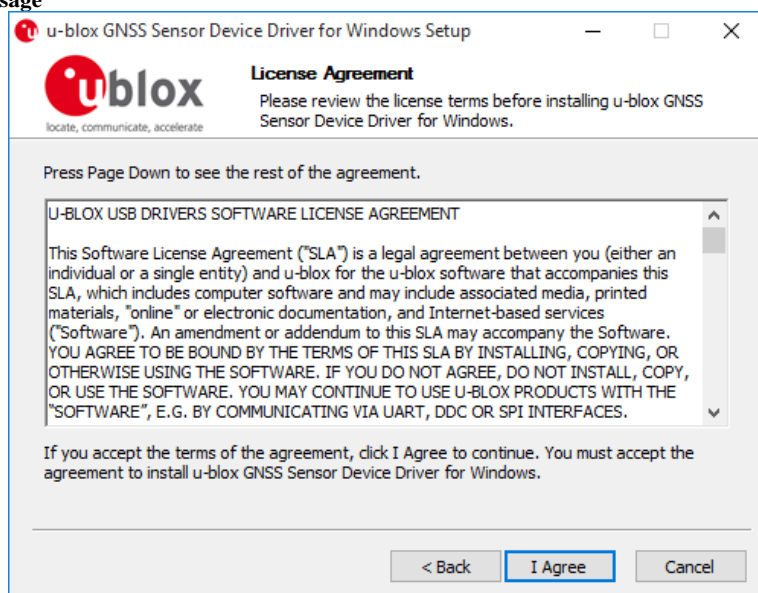 sage
u-blox GNSS Sensor Device Driver for Windows Setup
ublox
locate, communicate, accelerate
License Agreement
Please review the license terms before installing u-blox GNSS
Sensor Device Driver for Windows.
Press Page Down to see the rest of the agreement.
U-BLOX USB DRIVERS SOFTWARE LICENSE AGREEMENT
This Software License Agreement ("SLA") is a legal agreement between you (either an
individual or a single entity) and u-blox for the u-blox software that accompanies this
SLA, which includes computer software and may include associated media, printed
materials, "online" or electronic documentation, and Internet-based services
("Software"). An amendment or addendum to this SLA may accompany the Software.
YOU AGREE TO BE BOUND BY THE TERMS OF THIS SLA BY INSTALLING, COPYING, OR
OTHERWISE USING THE SOFTWARE. IF YOU DO NOT AGREE, DO NOT INSTALL, COPY,
OR USE THE SOFTWARE. YOU MAY CONTINUE TO USE U-BLOX PRODUCTS WITH THE
"SOFTWARE”, E.G. BY COMMUNICATING VIA UART, DDC OR SPI INTERFACES.
If you accept the terms of the agreement, click I Agree to continue. You must accept the
agreement to install u-blox GNSS Sensor Device Driver for Windows.
< Back
I Agree
Cancel